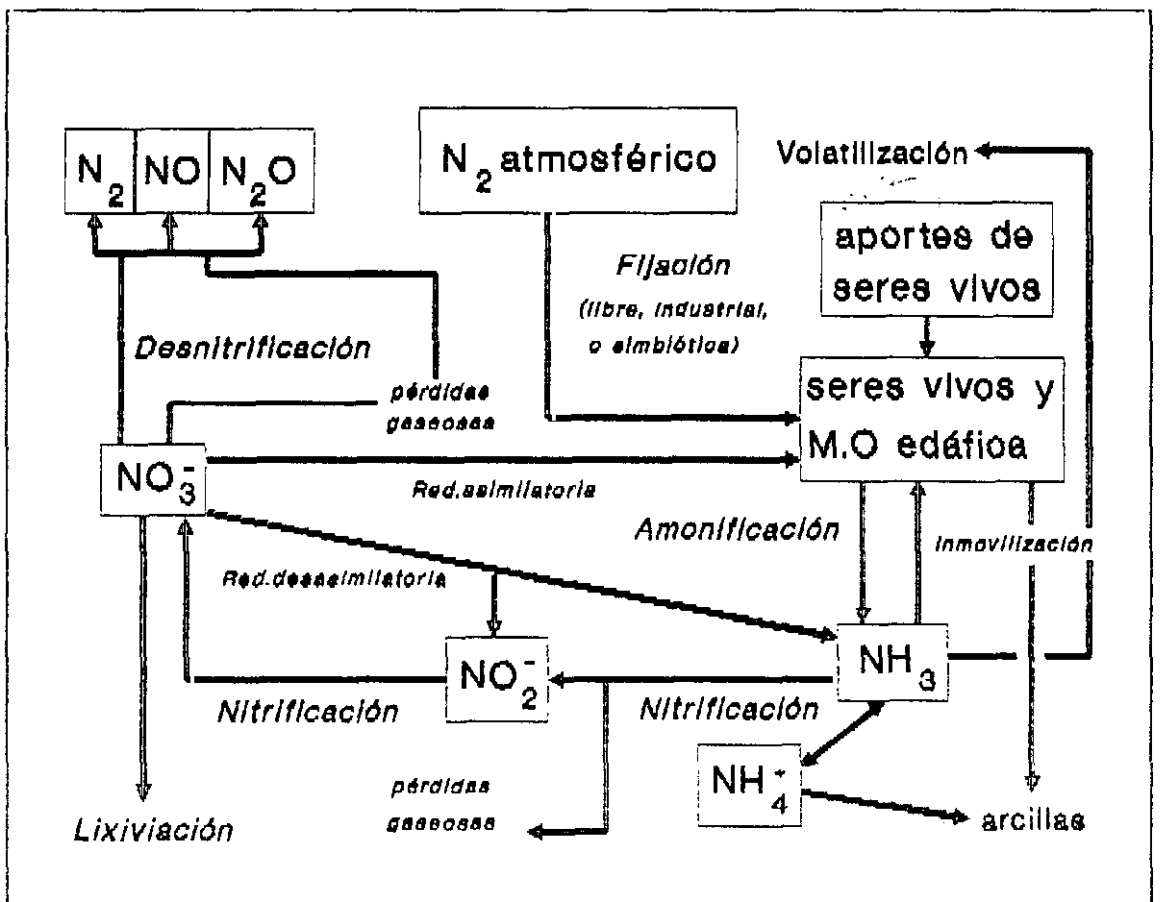 N2 NO N2O
N2 atmosférico
Volatilización
aportes de
seres vivos
Fijación
(libre, industrial,
o simbiótica)
Desnitrificación
pérdidas
gaseosas
seres vivos y
M.O edáfica
NO3-
Red.asimilatoria
Amonificación
Inmovilización
Red.desasimilatoria
NO2-
NH3
Nitrificación
Nitrificación
NH4+
pérdidas
gaseosas
Lixiviación
arcillas